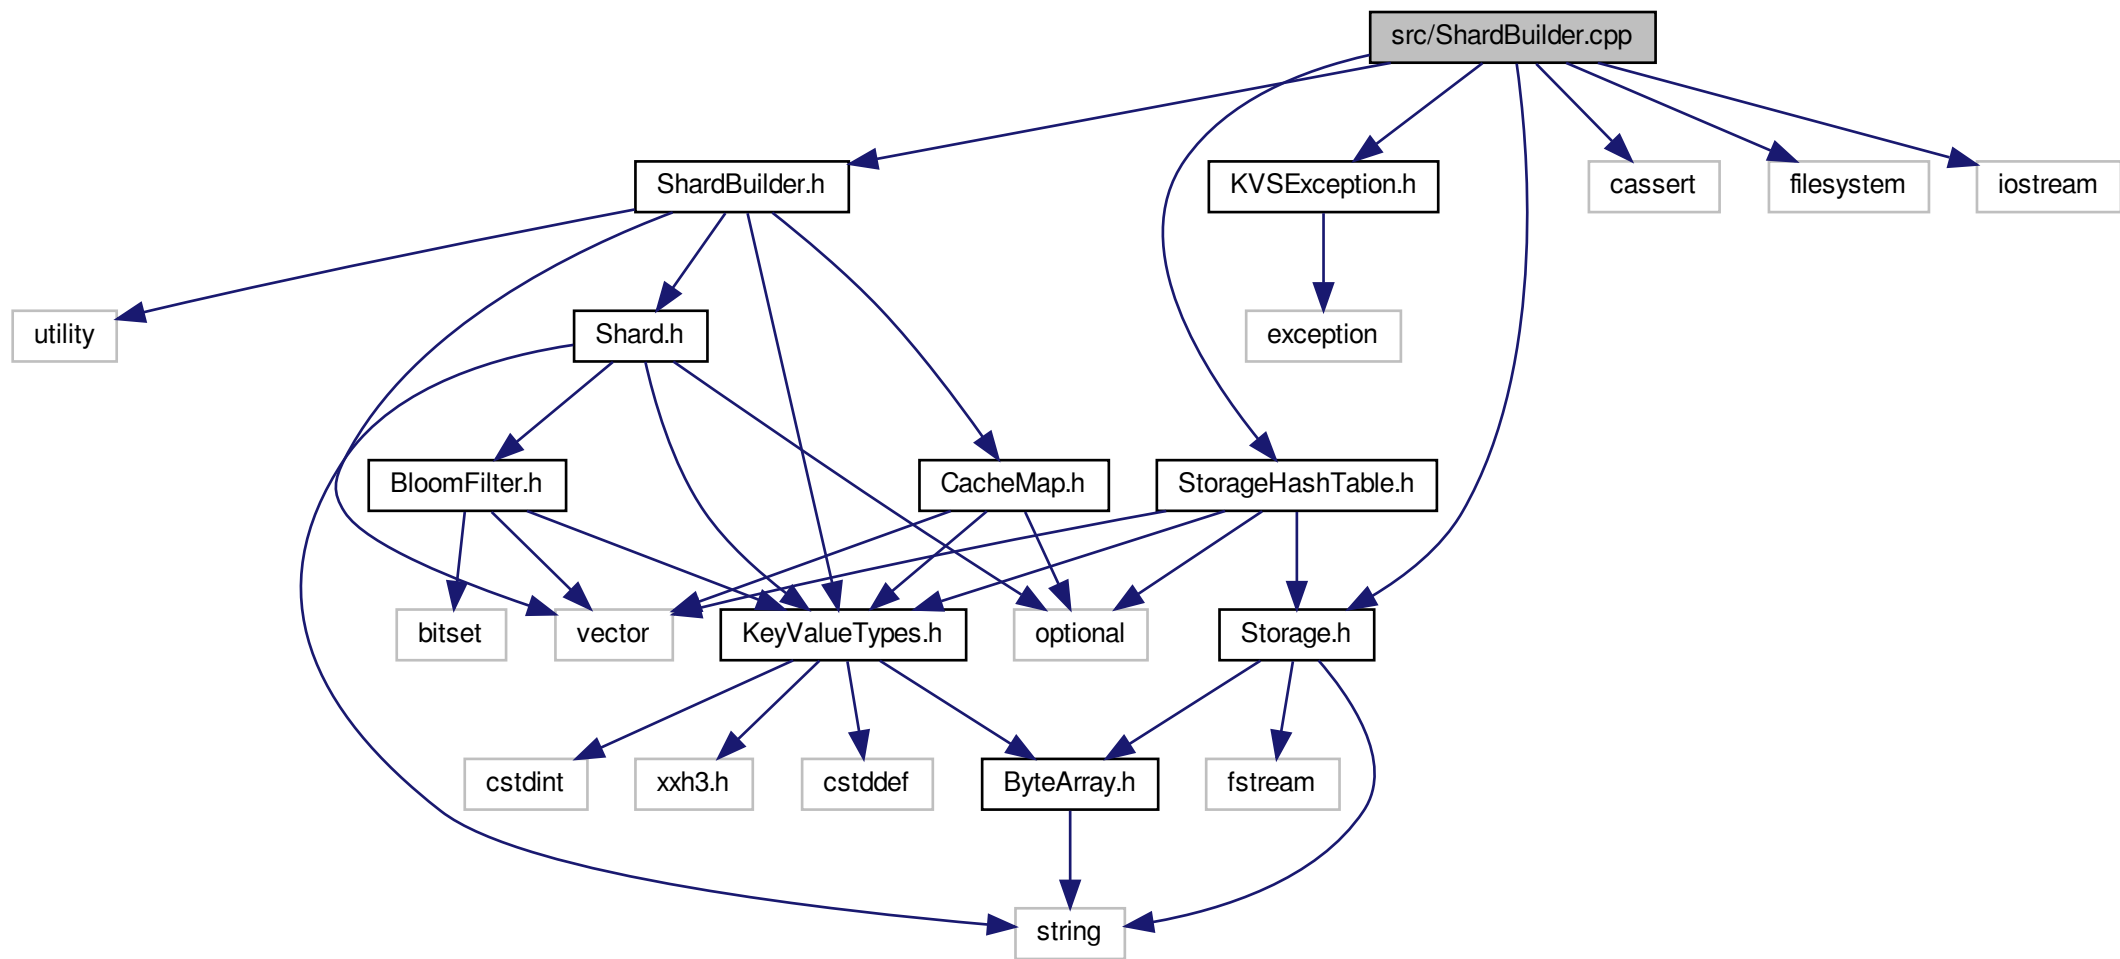 src/ShardBuilder.cpp
ShardBuilder.h
KVSException.h
cassert
filesystem
iostream
utility
Shard.h
exception
BloomFilter.h
CacheMap.h
StorageHashTable.h
bitset
vector
KeyValueTypes.h
optional
Storage.h
cstdint
xxh3.h
cstddef
ByteArray.h
fstream
string